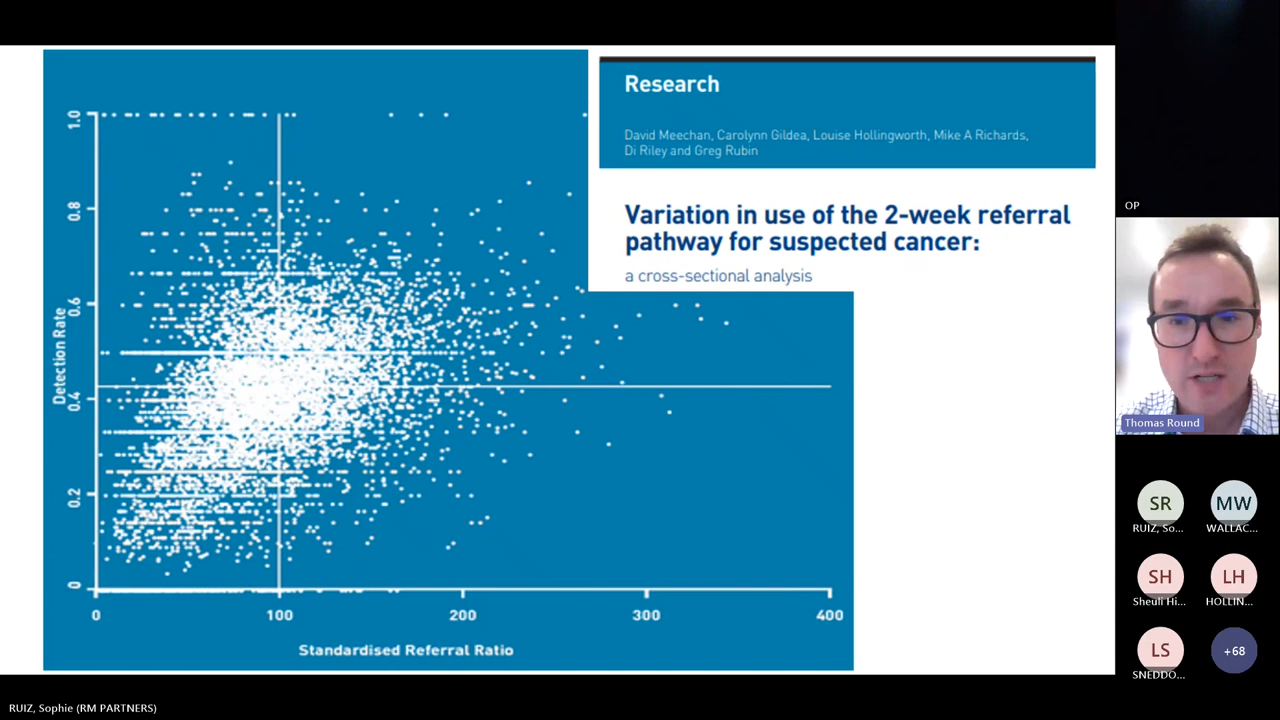 Research
David Meechan, Carolynn Gildea, Louise Hollingworth, Mike A Richards,
Di Riley and Greg Rubin
Variation in use of the 2-week referral
pathway for suspected cancer:
a cross-sectional analysis
1.0
0.8
0.6
0.4
0.2
0
Detection Rate
0
100
200
300
400
Standardised Referral Ratio
OP
Thomas Round
SR
RUIZ, So...
MW
WALLAC...
SH
Sheuli Hi...
LH
HOLLIN...
LS
SNEDDO...
+68
RUIZ, Sophie (RM PARTNERS)